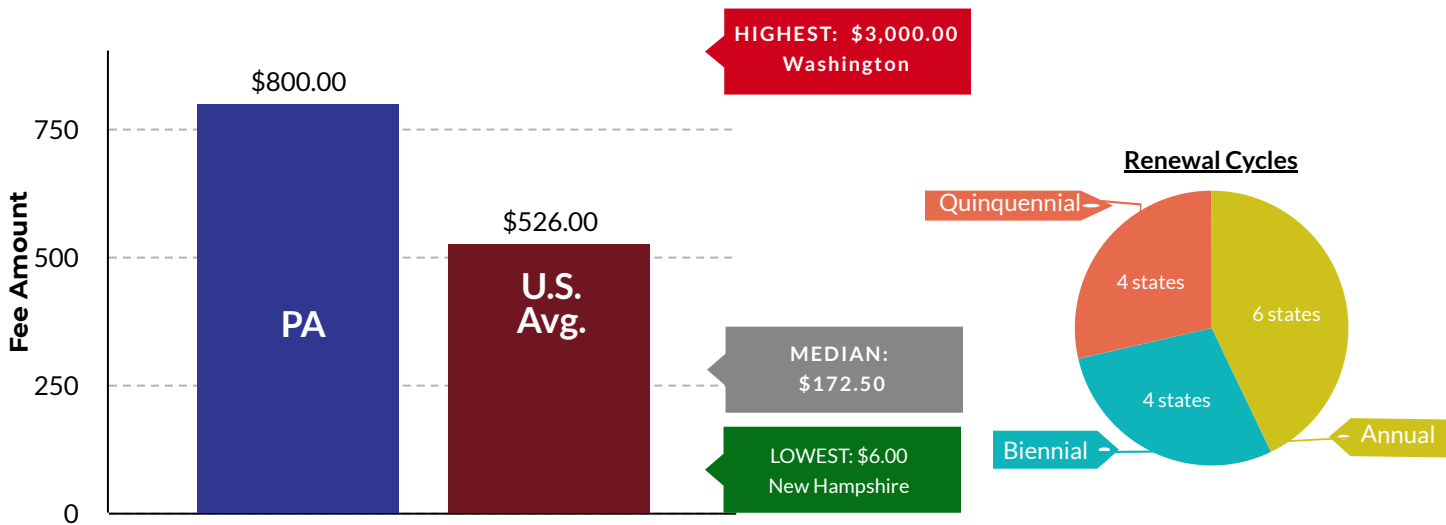 Fee Amount
750
500
250
0
$800.00
PA
$526.00
U.S.
Avg.
HIGHEST: $3,000.00
Washington
MEDIAN:
$172.50
LOWEST: $6.00
New Hampshire
Renewal Cycles
Quinquennial
4 states
6 states
4 states
Biennial
Annual